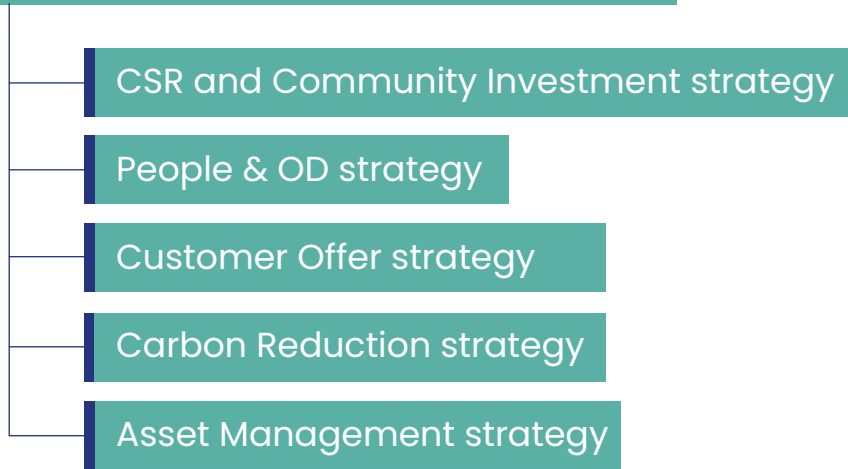 CSR and Community Investment strategy
People & OD strategy
Customer Offer strategy
Carbon Reduction strategy
Asset Management strategy